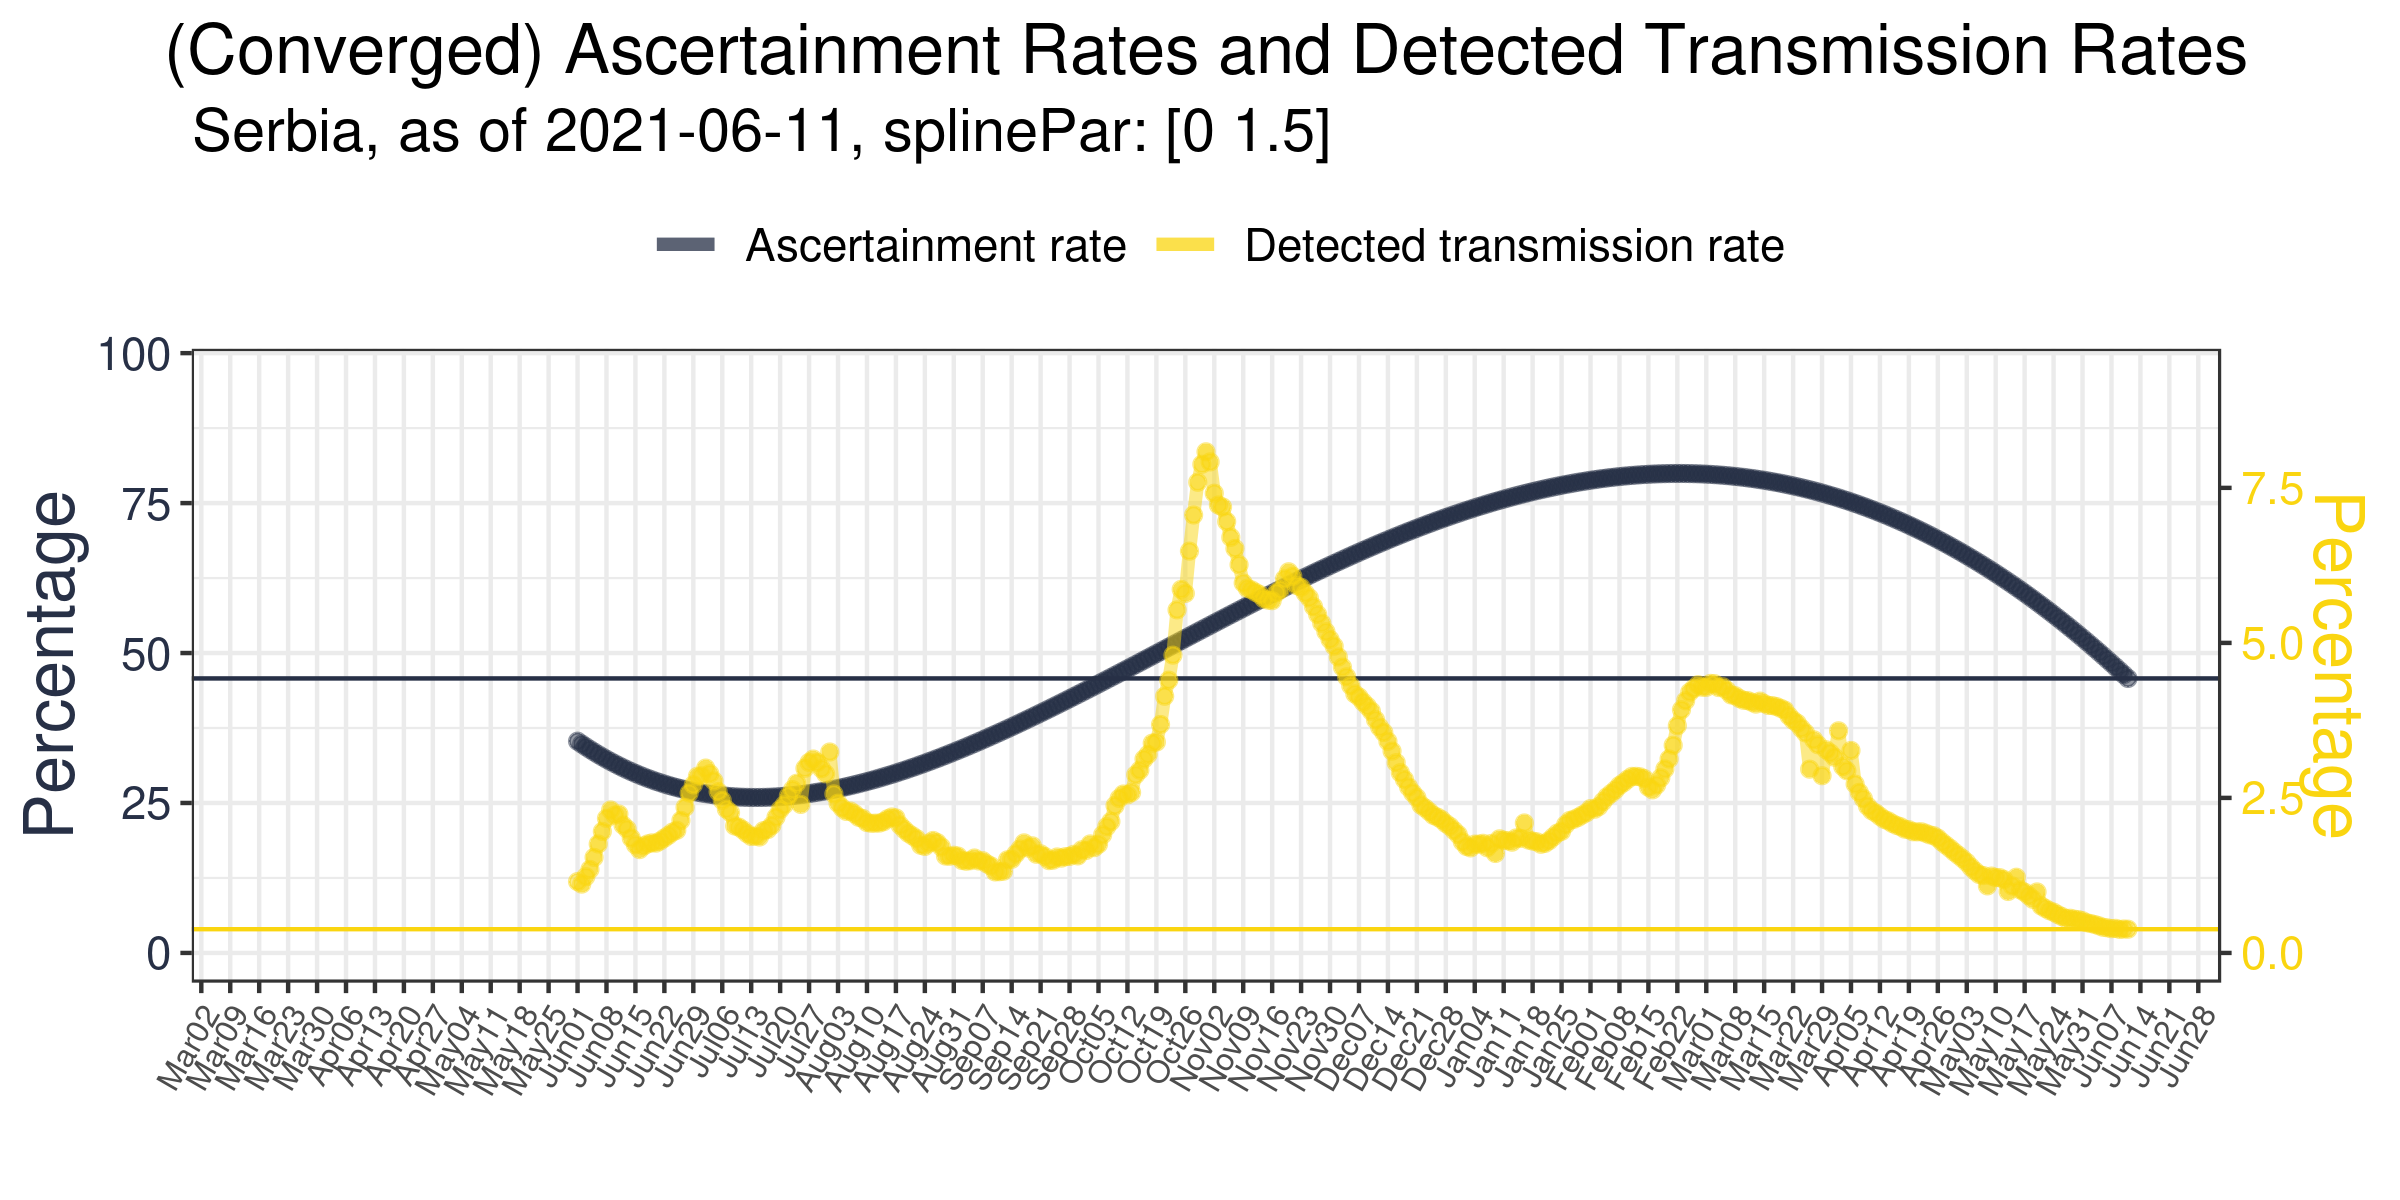 (Converged) Ascertainment Rates and Detected Transmission Rates
Serbia, as of 2021-06-11, splinePar: [0 1.5]
Ascertainment rate
Detected transmission rate
Percentage
100
75
50
25
0
7.5
5.0
2.5
0.0
Percentage
Mar02
Mar09
Mar16
Mar23
Mar30
Apr06
Apr13
Apr20
Apr27
May04
May11
May18
May25
Jun01
Jun08
Jun15
Jun22
Jun29
Jul06
Jul13
Jul20
Jul27
Aug03
Aug10
Aug17
Aug24
Aug31
Sep07
Sep14
Sep21
Sep28
Oct05
Oct12
Oct19
Oct26
Nov02
Nov09
Nov16
Nov23
Nov30
Dec07
Dec14
Dec21
Dec28
Jan04
Jan11
Jan18
Jan25
Feb01
Feb08
Feb15
Feb22
Mar01
Mar08
Mar15
Mar22
Mar29
Apr05
Apr12
Apr19
Apr26
May03
May10
May17
May24
May31
Jun07
Jun14
Jun21
Jun28